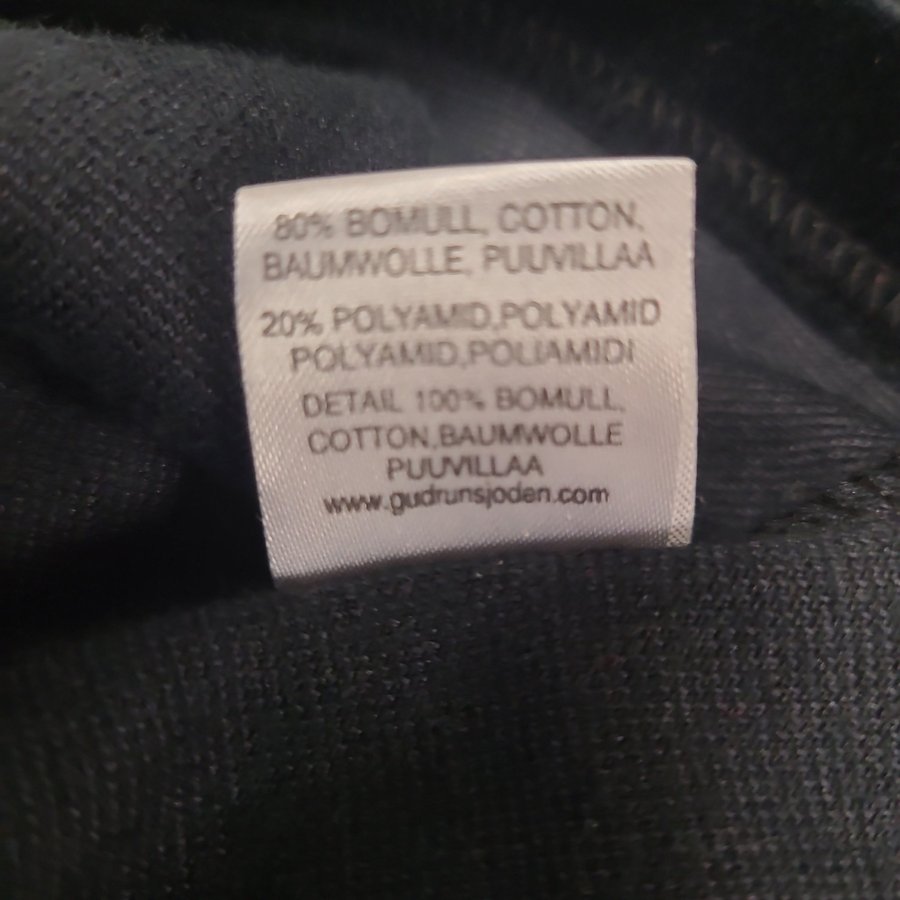 80% BOMULL, COTTON,
BAUMWOLLE, PUUVILLAA
20% POLYAMID,POLYAMID
POLYAMID,POLIAMIDI
DETAIL 100% BOMULL,
COTTON,BAUMWOLLE
PUUVILLAA
www.gudrunsjoden.com